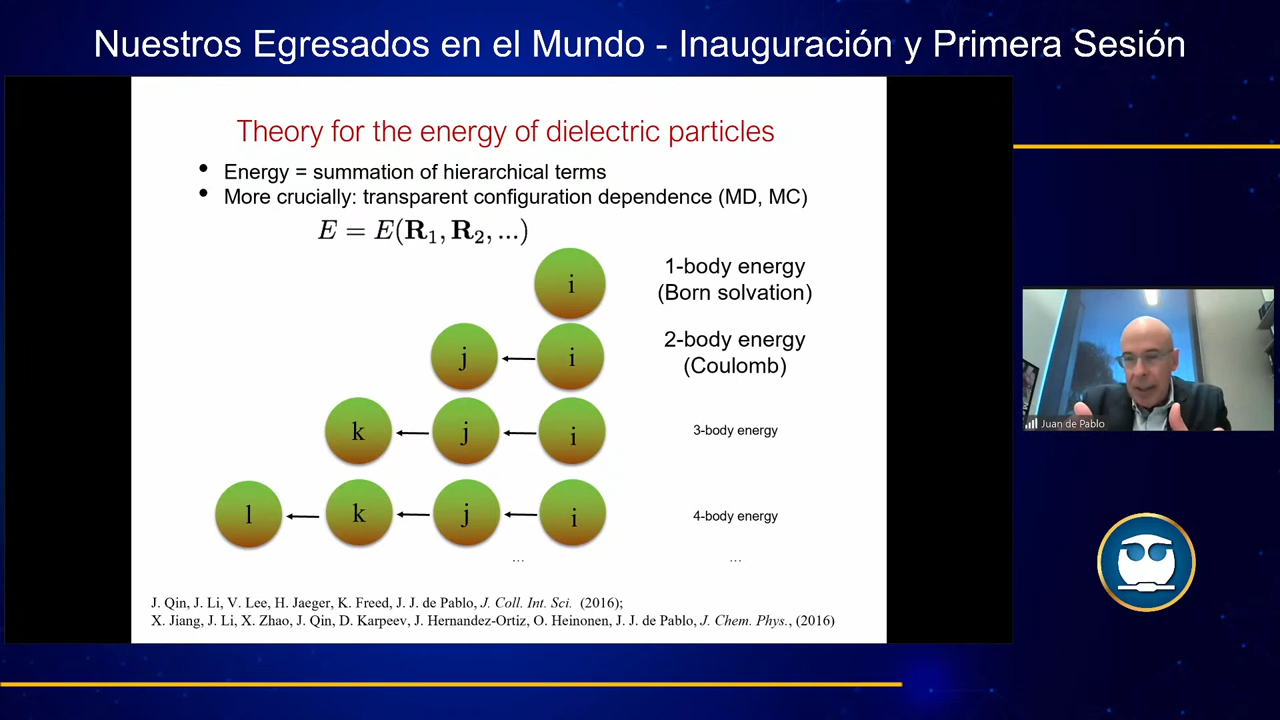 Nuestros Egresados en el Mundo - Inauguración y Primera Sesión
Theory for the energy of dielectric particles
• Energy = summation of hierarchical terms
• More crucially: transparent configuration dependence (MD, MC)
E = E(R₁, R₂, ...)
i
1-body energy
(Born solvation)
j i
2-body energy
(Coulomb)
k j i
3-body energy
l k j i
4-body energy
... ...
J. Qin, J. Li, V. Lee, H. Jaeger, K. Freed, J. J. de Pablo, J. Coll. Int. Sci. (2016);
X. Jiang, J. Li, X. Zhao, J. Qin, D. Karpeev, J. Hernandez-Ortiz, O. Heinonen, J. J. de Pablo, J. Chem. Phys., (2016)
Juan de Pablo